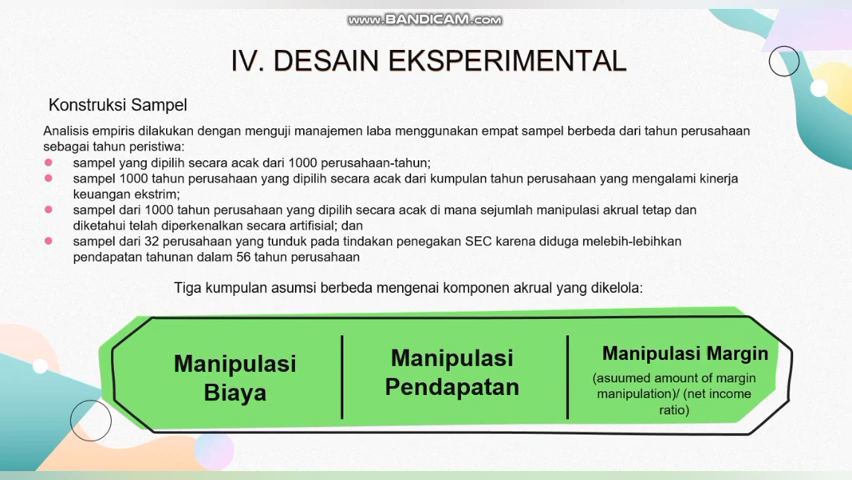 www.BANDICAM.com
IV. DESAIN EKSPERIMENTAL
Konstruksi Sampel
Analisis empiris dilakukan dengan menguji manajemen laba menggunakan empat sampel berbeda dari tahun perusahaan
sebagai tahun peristiwa:
sampel yang dipilih secara acak dari 1000 perusahaan-tahun;
sampel 1000 tahun perusahaan yang dipilih secara acak dari kumpulan tahun perusahaan yang mengalami kinerja
keuangan ekstrim;
sampel dari 1000 tahun perusahaan yang dipilih secara acak di mana sejumlah manipulasi akrual tetap dan
diketahui telah diperkenalkan secara artifisial; dan
sampel dari 32 perusahaan yang tunduk pada tindakan penegakan SEC karena diduga melebih-lebihkan
pendapatan tahunan dalam 56 tahun perusahaan
Tiga kumpulan asumsi berbeda mengenai komponen akrual yang dikelola:
Manipulasi
Biaya
Manipulasi
Pendapatan
Manipulasi Margin
(asuumed amount of margin
manipulation)/ (net income
ratio)